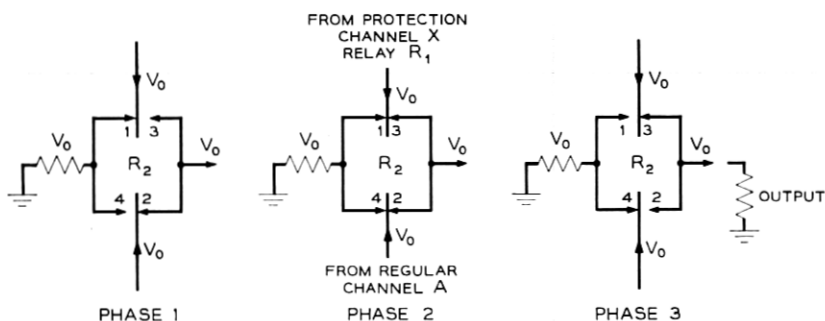 FROM PROTECTION
CHANNEL X
RELAY R1
V0
V0
V0
1
3
R2
4
2
V0
PHASE 1
V0
V0
1
3
R2
4
2
V0
FROM REGULAR
CHANNEL A
PHASE 2
V0
V0
V0
1
3
R2
4
2
V0
OUTPUT
PHASE 3